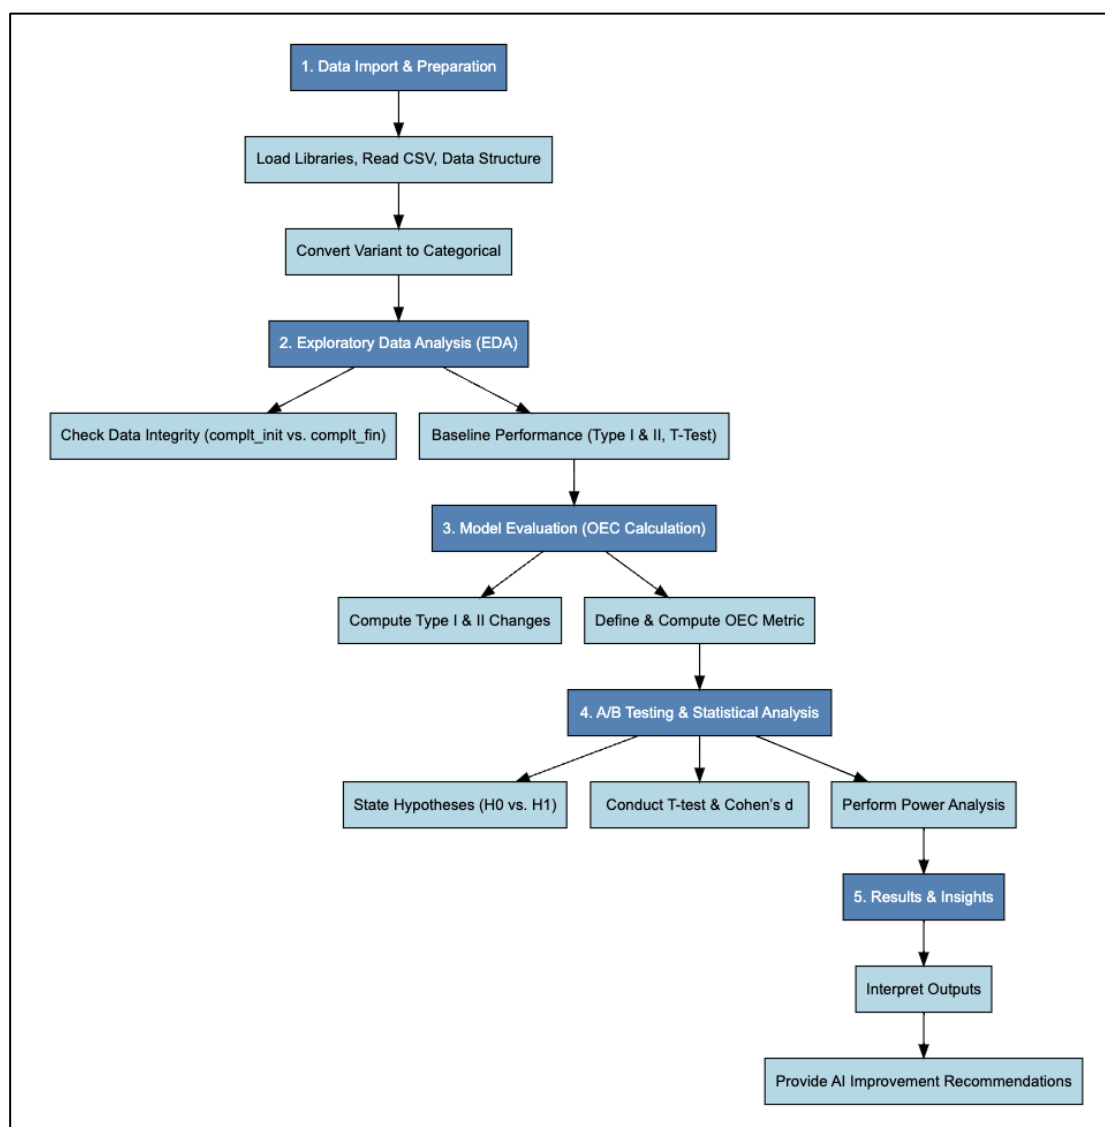 1. Data Import & Preparation
Load Libraries, Read CSV, Data Structure
Convert Variant to Categorical
2. Exploratory Data Analysis (EDA)
Check Data Integrity (complt_init vs. complt_fin)
Baseline Performance (Type I & II, T-Test)
3. Model Evaluation (OEC Calculation)
Compute Type I & II Changes
Define & Compute OEC Metric
4. A/B Testing & Statistical Analysis
State Hypotheses (H0 vs. H1)
Conduct T-test & Cohen’s d
Perform Power Analysis
5. Results & Insights
Interpret Outputs
Provide AI Improvement Recommendations